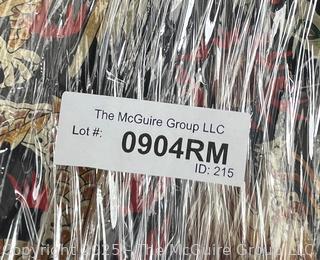 The McGuire Group LLC
Lot #: 0904RM
ID: 215
Copyright 2025 - The McGuire Group LLC